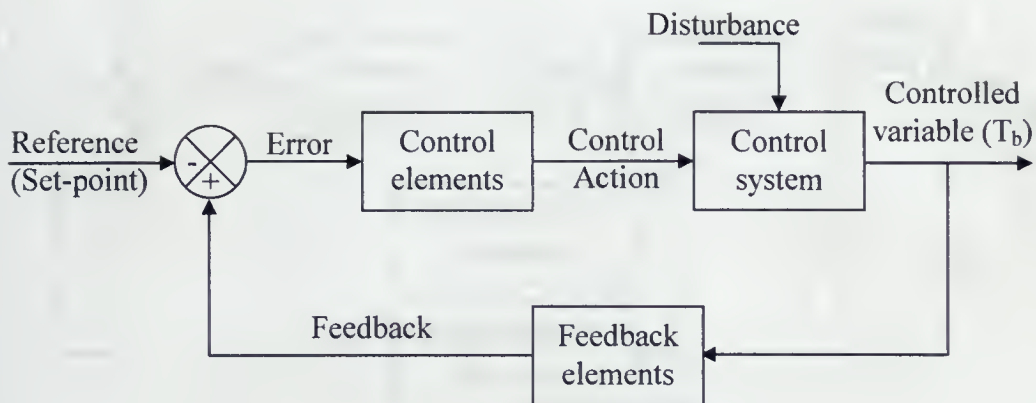 Disturbance
Controlled
variable (T_b)
Reference
(Set-point)
-
+
Error
Control
elements
Control
Action
Control
system
Feedback
Feedback
elements